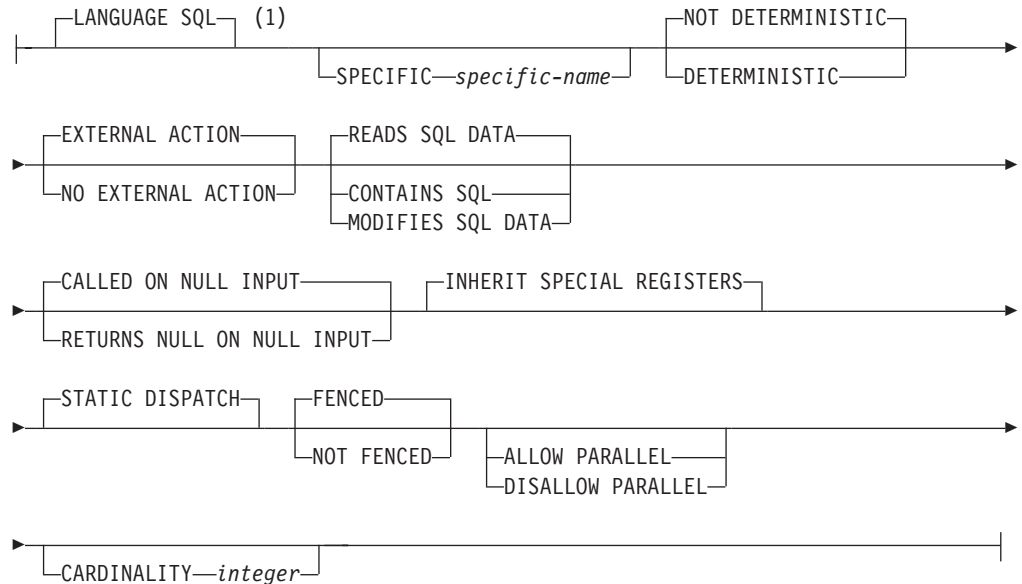 LANGUAGE SQL (1) NOT DETERMINISTIC
SPECIFIC specific-name DETERMINISTIC
EXTERNAL ACTION READS SQL DATA
NO EXTERNAL ACTION CONTAINS SQL
MODIFIES SQL DATA
CALLED ON NULL INPUT INHERIT SPECIAL REGISTERS
RETURNS NULL ON NULL INPUT
STATIC DISPATCH FENCED
NOT FENCED ALLOW PARALLEL
DISALLOW PARALLEL
CARDINALITY integer